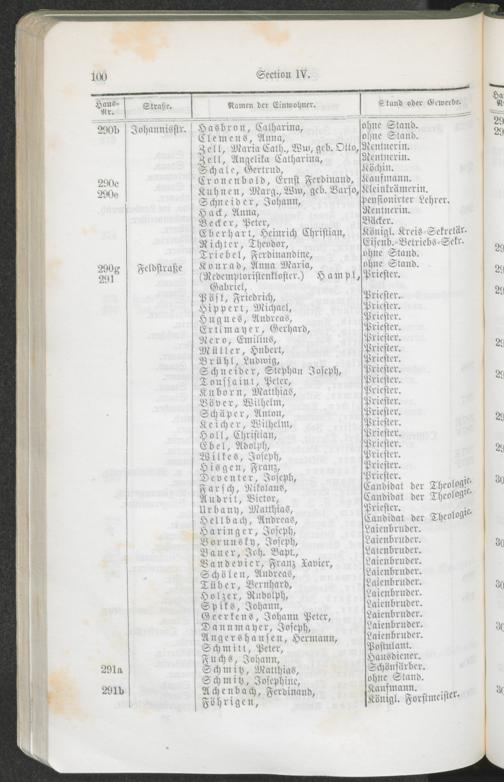 100 Section IV.
Haus-Nr. Straße. Namen der Einwohner. Stand oder Gewerbe.
290b Johannisstr. Hasbron, Catharina, ohne Stand.
Clemens, Anna, ohne Stand.
Zell, Maria Cath., Ww, geb. Otto, Rentnerin.
Zell, Angelika Catharina, Rentnerin.
Schale, Gertrud, Köchin.
290c Cronenbold, Ernst Ferdinand, Kaufmann.
290e Kuhnen, Marg., Ww, geb. Barjo, Kleinkrämerin.
Schneider, Johann, pensionirter Lehrer.
Hack, Anna, Rentnerin.
Becker, Peter, Bäcker.
Eberhart, Heinrich Christian, Königl. Kreis-Sekretär.
Richter, Theodor, Eisenb.-Betriebs-Sekr.
Triebel, Ferdinandine, ohne Stand.
290g Feldstraße Konrad, Anna Maria, ohne Stand.
291 (Redemptoristenkloster.) Hampl, Priester.
Gabriel,
Pöst, Friedrich, Priester.
Hippert, Michael, Priester.
Hugues, Andreas, Priester.
Ertlmayer, Gerhard, Priester.
Nero, Emilius, Priester.
Müller, Hubert, Priester.
Brühl, Ludwig, Priester.
Schneider, Stephan Joseph, Priester.
Toussaint, Peter, Priester.
Kuborn, Matthias, Priester.
Böver, Wilhelm, Priester.
Schäper, Anton, Priester.
Keicher, Wilhelm, Priester.
Holl, Christian, Priester.
Ebel, Adolph, Priester.
Wilkes, Joseph, Priester.
Hisgen, Franz, Priester.
Deventer, Joseph, Priester.
Farsch, Nikolaus, Candidat der Theologie.
Audrit, Victor, Candidat der Theologie.
Urbany, Matthias, Priester.
Hellbach, Andreas, Candidat der Theologie.
Haringer, Joseph, Laienbruder.
Vorunsky, Joseph, Laienbruder.
Bauer, Joh. Bapt., Laienbruder.
Vandevier, Franz Xavier, Laienbruder.
Schölen, Andreas, Laienbruder.
Tüber, Bernhard, Laienbruder.
Holzer, Rudolph, Laienbruder.
Spiks, Johann, Laienbruder.
Geerkens, Johann Peter, Laienbruder.
Dannmayer, Joseph, Laienbruder.
Angershausen, Hermann, Laienbruder.
Schmitt, Peter, Postulant.
Fuchs, Johann, Hausdiener.
291a Schmitz, Matthias, Schönfärber.
Schmitz, Josephine, ohne Stand.
291b Achenbach, Ferdinand, Kaufmann.
Föhrigen, Königl. Forstmeister.